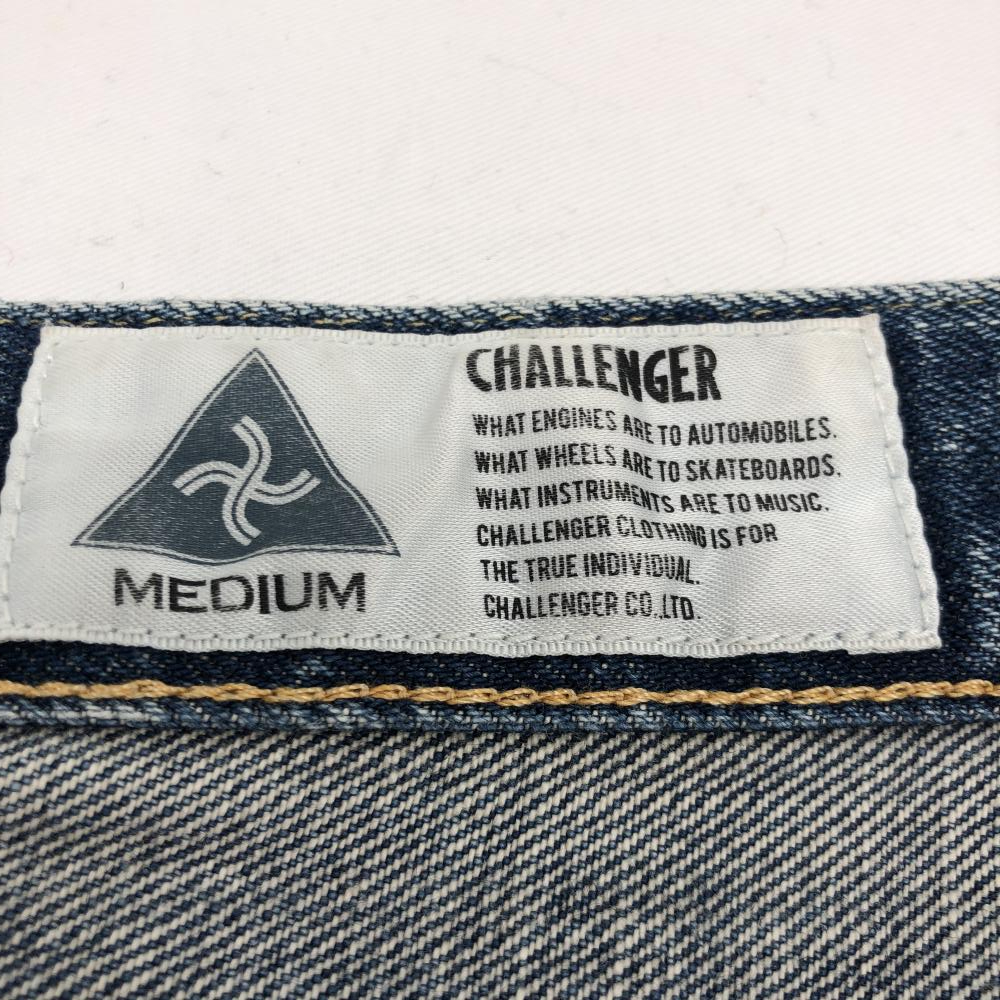 MEDIUM
CHALLENGER
WHAT ENGINES ARE TO AUTOMOBILES.
WHAT WHEELS ARE TO SKATEBOARDS.
WHAT INSTRUMENTS ARE TO MUSIC.
CHALLENGER CLOTHING IS FOR
THE TRUE INDIVIDUAL.
CHALLENGER CO.,LTD.